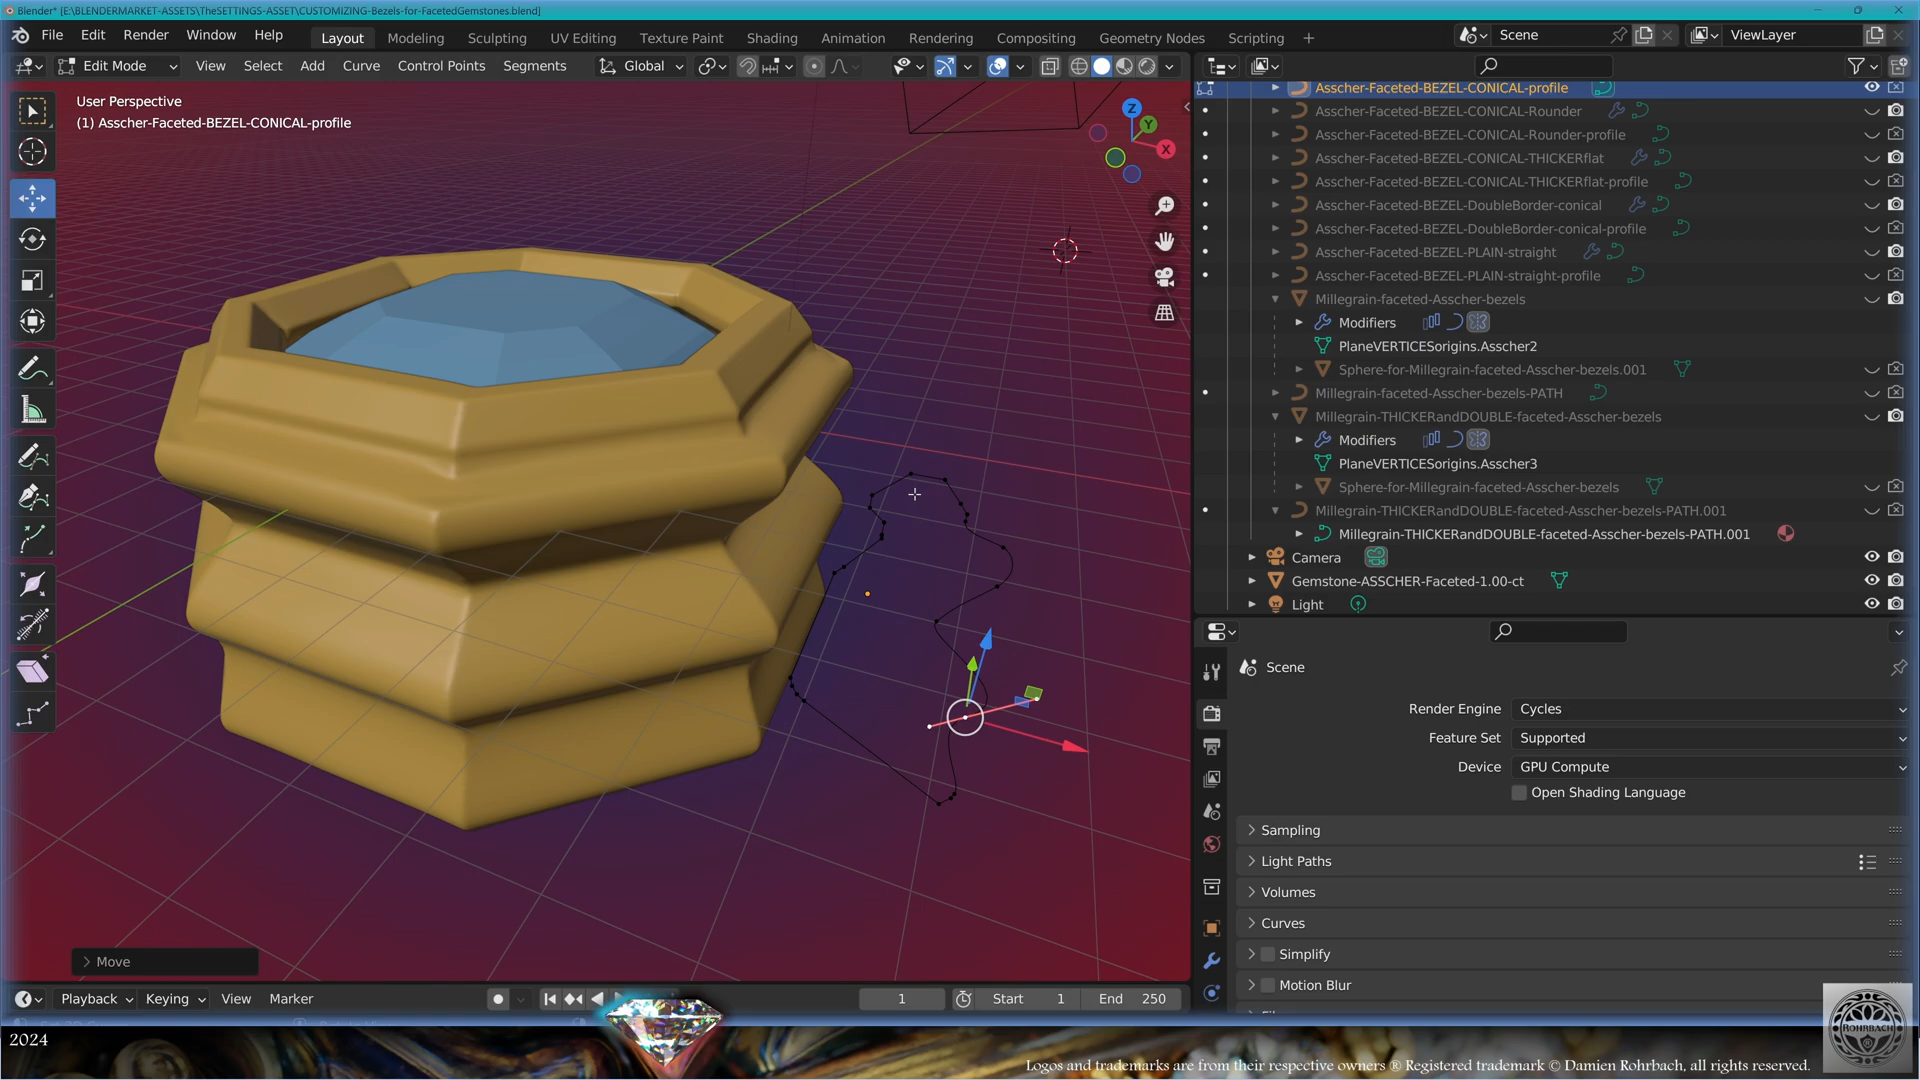 Blender* [E:\BLENDERMARKET-ASSETS\TheSETTINGS-ASSET\CUSTOMIZING-Bezels-for-FacetedGemstones.blend]
File Edit Render Window Help Layout Modeling Sculpting UV Editing Texture Paint Shading Animation Rendering Compositing Geometry Nodes Scripting + Scene ViewLayer
Edit Mode View Select Add Curve Control Points Segments Global
User Perspective
(1) Asscher-Faceted-BEZEL-CONICAL-profile
Z
Y
X
Asscher-Faceted-BEZEL-CONICAL-profile
Asscher-Faceted-BEZEL-CONICAL-Rounder
Asscher-Faceted-BEZEL-CONICAL-Rounder-profile
Asscher-Faceted-BEZEL-CONICAL-THICKERflat
Asscher-Faceted-BEZEL-CONICAL-THICKERflat-profile
Asscher-Faceted-BEZEL-DoubleBorder-conical
Asscher-Faceted-BEZEL-DoubleBorder-conical-profile
Asscher-Faceted-BEZEL-PLAIN-straight
Asscher-Faceted-BEZEL-PLAIN-straight-profile
Millegrain-faceted-Asscher-bezels
Modifiers
PlaneVERTICESorigins.Asscher2
Sphere-for-Millegrain-faceted-Asscher-bezels.001
Millegrain-faceted-Asscher-bezels-PATH
Millegrain-THICKERandDOUBLE-faceted-Asscher-bezels
Modifiers
PlaneVERTICESorigins.Asscher3
Sphere-for-Millegrain-faceted-Asscher-bezels
Millegrain-THICKERandDOUBLE-faceted-Asscher-bezels-PATH.001
Millegrain-THICKERandDOUBLE-faceted-Asscher-bezels-PATH.001
Camera
Gemstone-ASSCHER-Faceted-1.00-ct
Light
Scene
Render Engine Cycles
Feature Set Supported
Device GPU Compute
Open Shading Language
Sampling
Light Paths
Volumes
Curves
Simplify
Motion Blur
Move
Playback Keying View Marker 1 Start 1 End 250
2024
Logos and trademarks are from their respective owners ® Registered trademark © Damien Rohrbach, all rights reserved.
ROHRBACH
®